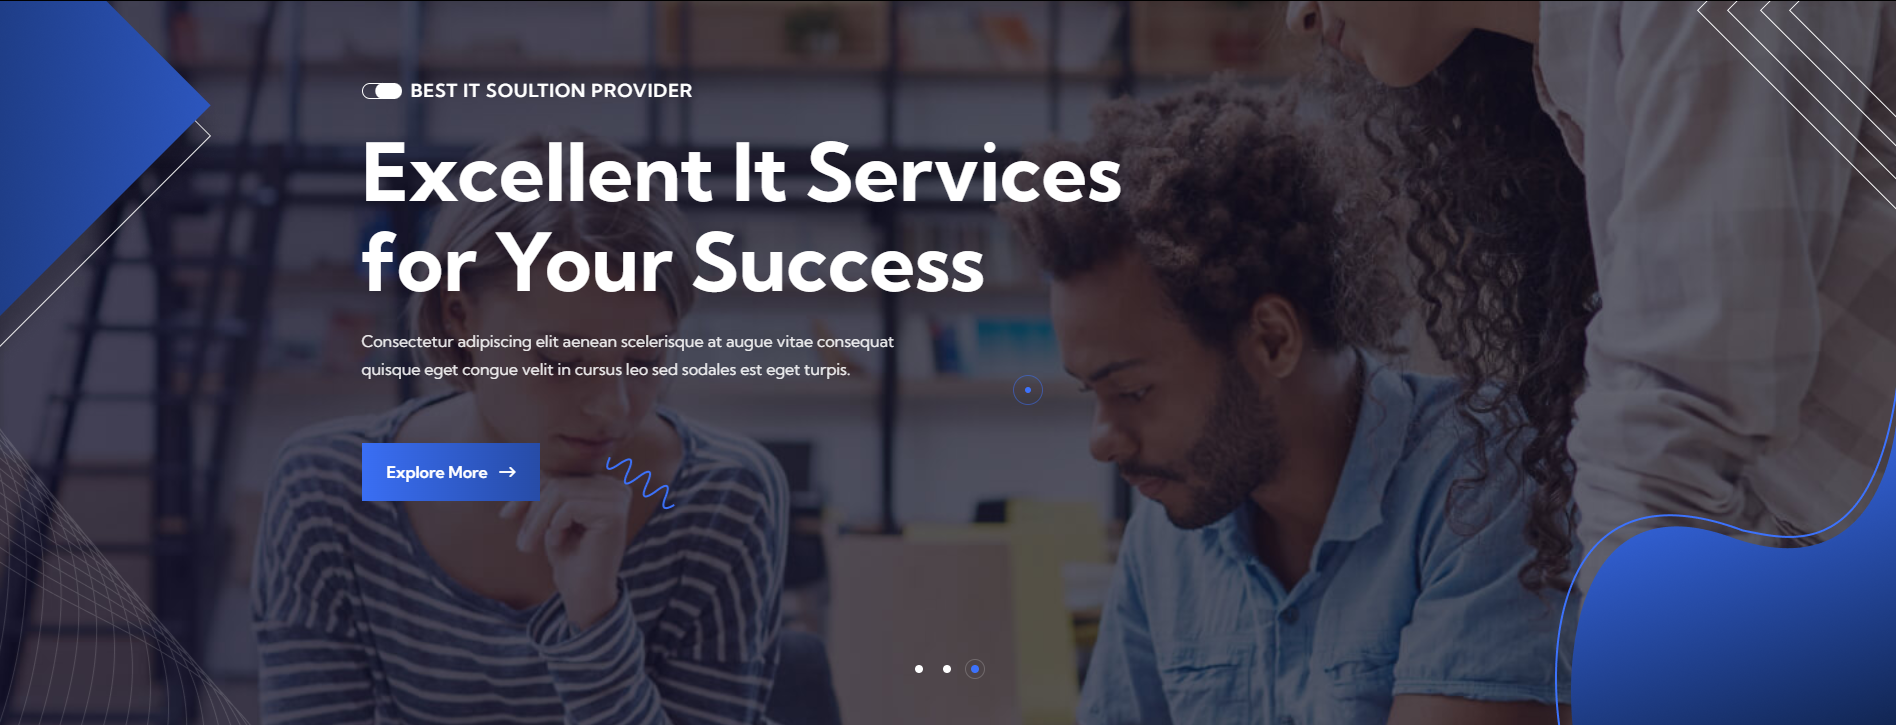 BEST IT SOULTION PROVIDER
Excellent It Services
for Your Success
Consectetur adipiscing elit aenean scelerisque at augue vitae consequat
quisque eget congue velit in cursus leo sed sodales est eget turpis.
Explore More